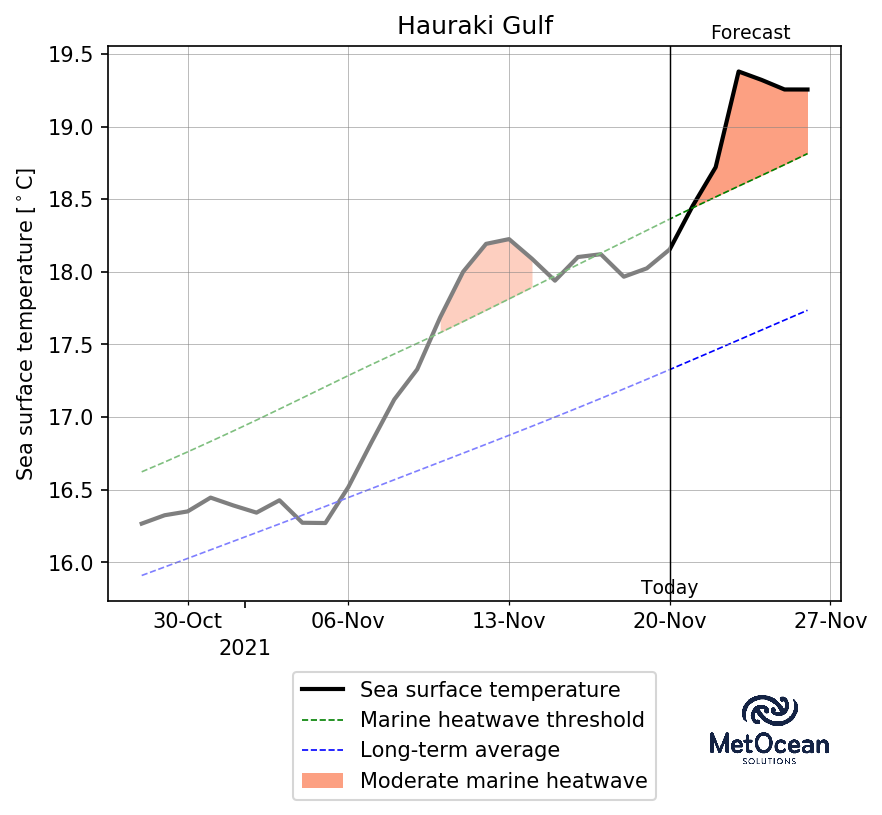 Hauraki Gulf
Forecast
Sea surface temperature [°C]
19.5
19.0
18.5
18.0
17.5
17.0
16.5
16.0
Today
30-Oct 06-Nov 13-Nov 20-Nov 27-Nov
2021
Sea surface temperature
Marine heatwave threshold
Long-term average
Moderate marine heatwave
MetOcean
SOLUTIONS